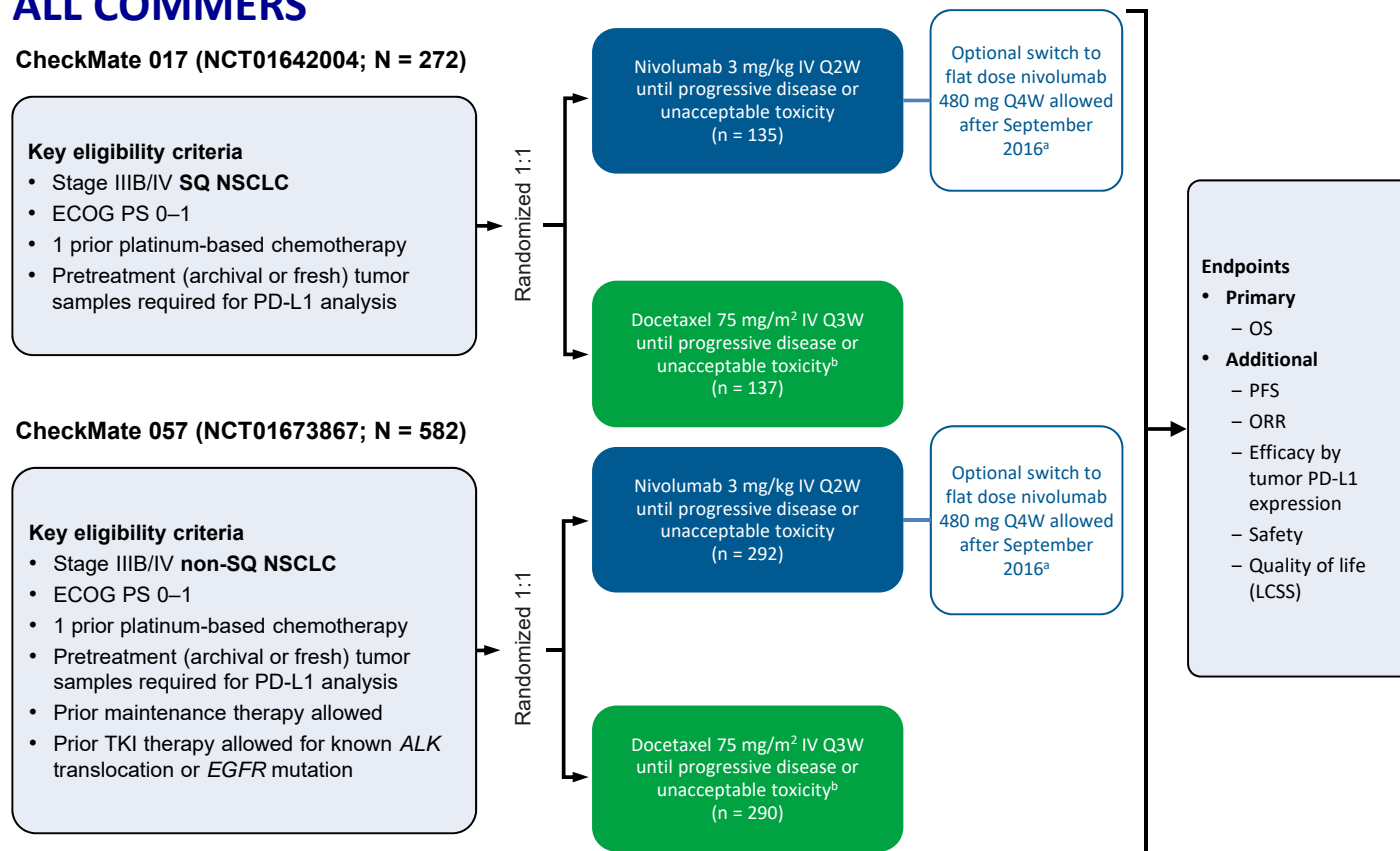 ALL COMMERS
CheckMate 017 (NCT01642004; N = 272)
Key eligibility criteria
• Stage IIIB/IV SQ NSCLC
• ECOG PS 0–1
• 1 prior platinum-based chemotherapy
• Pretreatment (archival or fresh) tumor
samples required for PD-L1 analysis
Randomized 1:1
Nivolumab 3 mg/kg IV Q2W
until progressive disease or
unacceptable toxicity
(n = 135)
Optional switch to
flat dose nivolumab
480 mg Q4W allowed
after September
2016ᵃ
Docetaxel 75 mg/m² IV Q3W
until progressive disease or
unacceptable toxicityᵇ
(n = 137)
CheckMate 057 (NCT01673867; N = 582)
Key eligibility criteria
• Stage IIIB/IV non-SQ NSCLC
• ECOG PS 0–1
• 1 prior platinum-based chemotherapy
• Pretreatment (archival or fresh) tumor
samples required for PD-L1 analysis
• Prior maintenance therapy allowed
• Prior TKI therapy allowed for known ALK
translocation or EGFR mutation
Randomized 1:1
Nivolumab 3 mg/kg IV Q2W
until progressive disease or
unacceptable toxicity
(n = 292)
Optional switch to
flat dose nivolumab
480 mg Q4W allowed
after September
2016ᵃ
Docetaxel 75 mg/m² IV Q3W
until progressive disease or
unacceptable toxicityᵇ
(n = 290)
Endpoints
• Primary
– OS
• Additional
– PFS
– ORR
– Efficacy by
tumor PD-L1
expression
– Safety
– Quality of life
(LCSS)